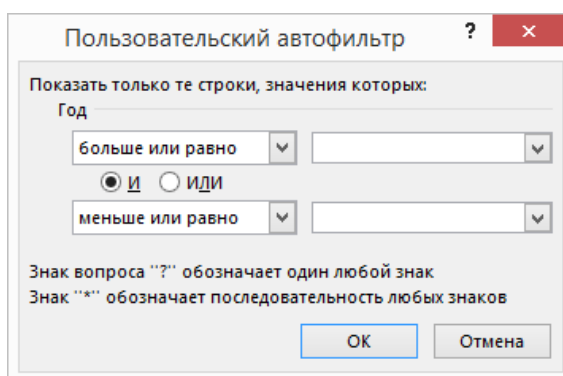 Пользовательский автофильтр ?
Показать только те строки, значения которых:
Год
больше или равно
И ИЛИ
меньше или равно
Знак вопроса "?" обозначает один любой знак
Знак "*" обозначает последовательность любых знаков
ОК Отмена